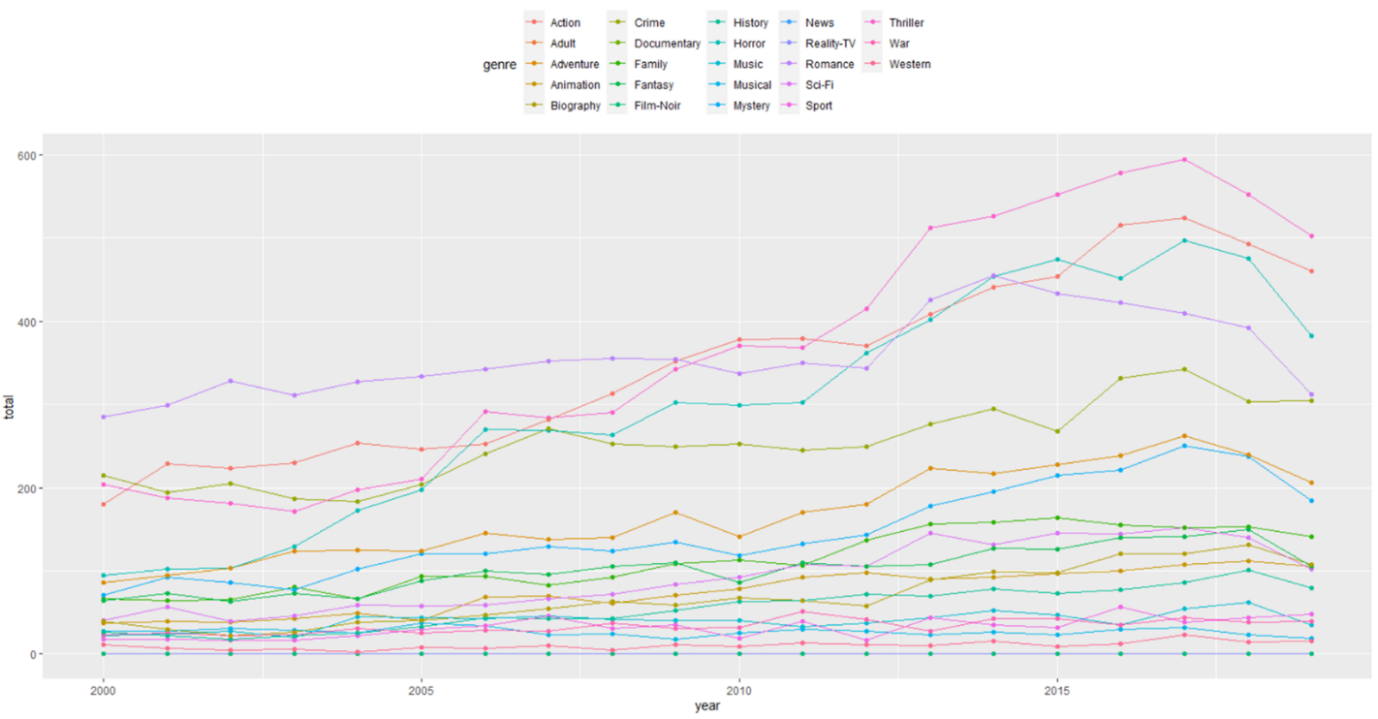 Action Crime History News Thriller
Adult Documentary Horror Reality-TV War
genre Adventure Family Music Romance Western
Animation Fantasy Musical Sci-Fi
Biography Film-Noir Mystery Sport
600
400
total
200
0
2000 2005 2010 2015
year